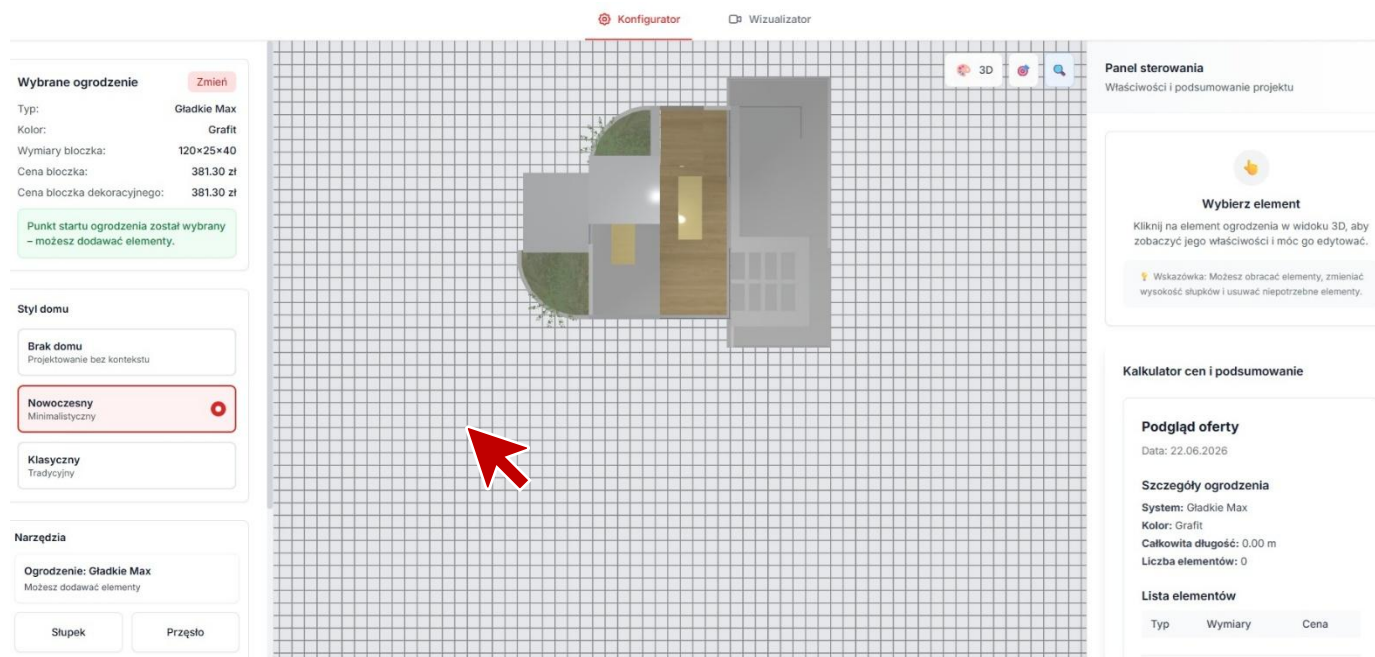 Konfigurator
Wizualizator
Wybrane ogrodzenie
Zmień
Typ: Gładkie Max
Kolor: Grafit
Wymiary bloczka: 120×25×40
Cena bloczka: 381.30 zł
Cena bloczka dekoracyjnego: 381.30 zł
Punkt startu ogrodzenia został wybrany
– możesz dodawać elementy.
Styl domu
Brak domu
Projektowanie bez kontekstu
Nowoczesny
Minimalistyczny
Klasyczny
Tradycyjny
Narzędzia
Ogrodzenie: Gładkie Max
Możesz dodawać elementy
Słupek
Przęsło
3D
Panel sterowania
Właściwości i podsumowanie projektu
Wybierz element
Kliknij na element ogrodzenia w widoku 3D, aby
zobaczyć jego właściwości i móc go edytować.
Wskazówka: Możesz obracać elementy, zmieniać
wysokość słupków i usuwać niepotrzebne elementy.
Kalkulator cen i podsumowanie
Podgląd oferty
Data: 22.06.2026
Szczegóły ogrodzenia
System: Gładkie Max
Kolor: Grafit
Całkowita długość: 0.00 m
Liczba elementów: 0
Lista elementów
Typ Wymiary Cena